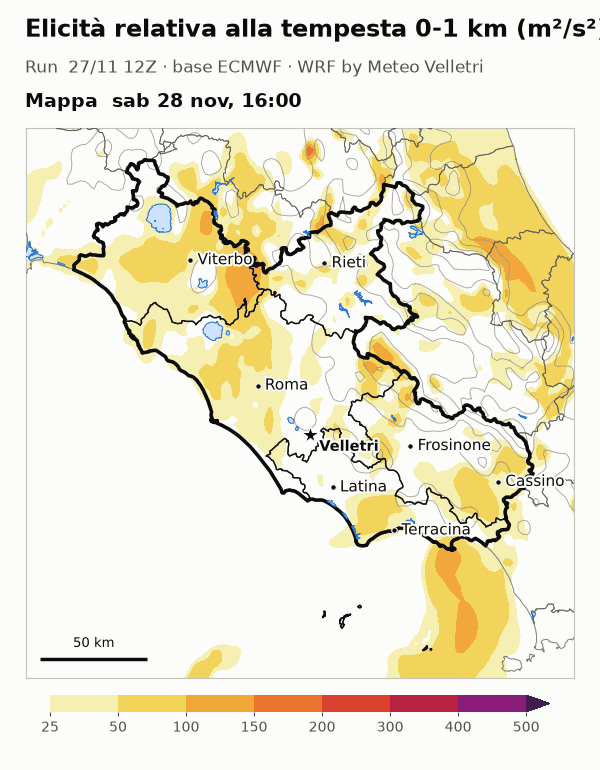 Elicità relativa alla tempesta 0-1 km (m²/s²)
Run 27/11 12Z · base ECMWF · WRF by Meteo Velletri
Mappa sab 28 nov, 16:00
Viterbo
Rieti
Roma
Velletri
Frosinone
Latina
Cassino
Terracina
50 km
25 50 100 150 200 300 400 500